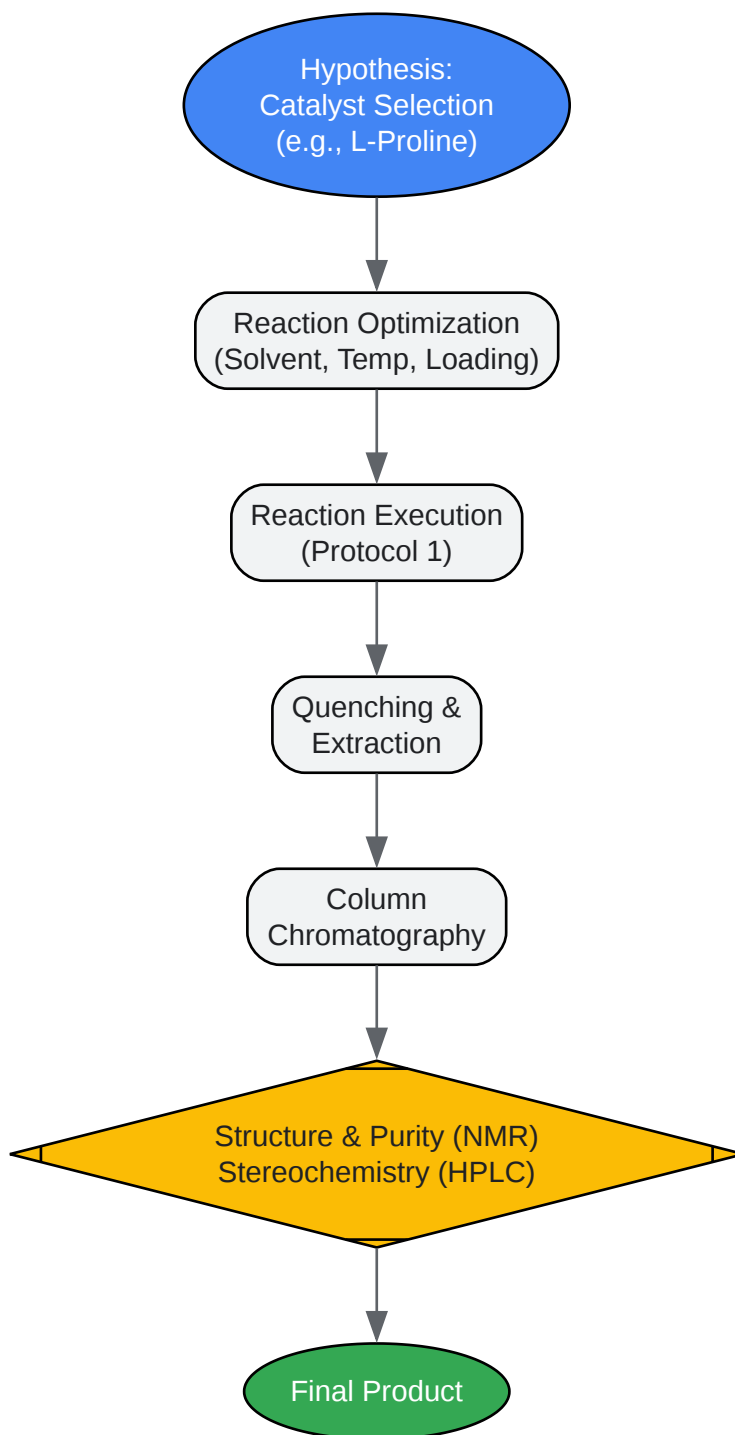 Hypothesis:
Catalyst Selection
(e.g., L-Proline)
Reaction Optimization
(Solvent, Temp, Loading)
Reaction Execution
(Protocol 1)
Quenching &
Extraction
Column
Chromatography
Structure & Purity (NMR)
Stereochemistry (HPLC)
Final Product